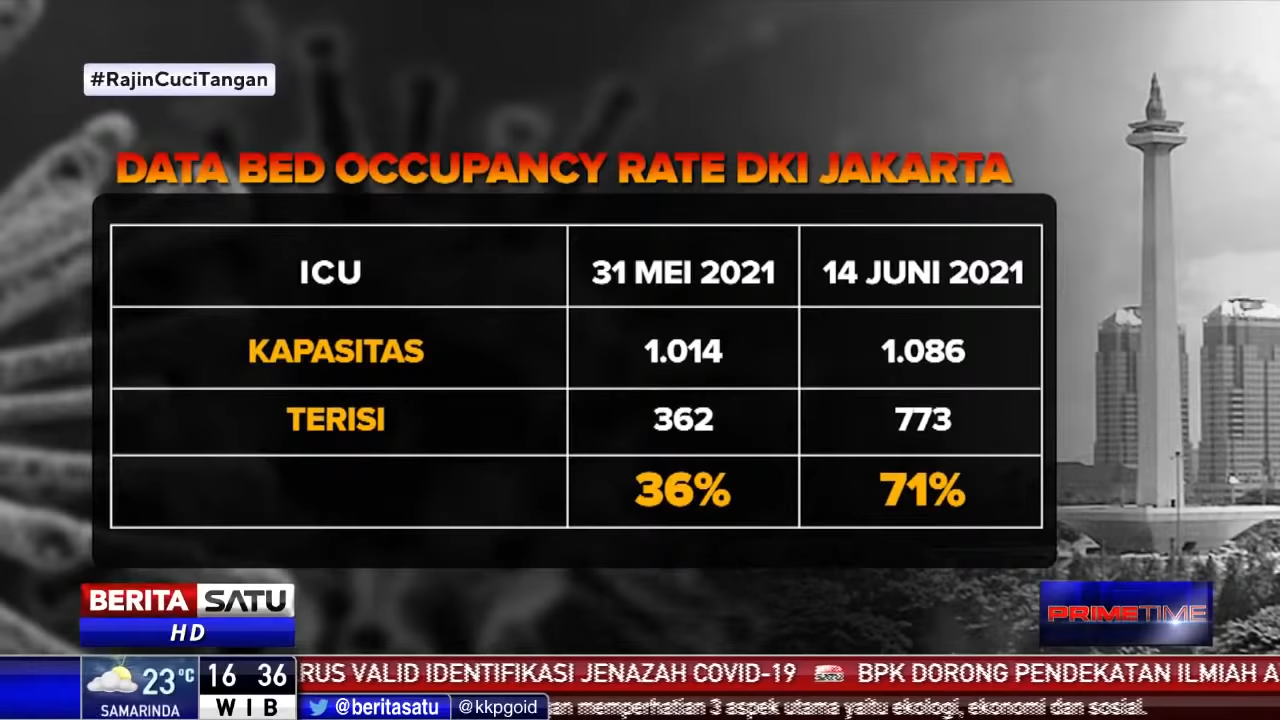 #RajinCuciTangan
DATA BED OCCUPANCY RATE DKI JAKARTA
ICU 31 MEI 2021 14 JUNI 2021
KAPASITAS 1.014 1.086
TERISI 362 773
36% 71%
BERITA SATU
HD
PRIMETIME
23°C
SAMARINDA
16 36
WIB
RUS VALID IDENTIFIKASI JENAZAH COVID-19 BPK DORONG PENDEKATAN ILMIAH A
@beritasatu @kkpgoid an memperhatian 3 aspek utama yaitu ekologi, ekonomi dan sosial.